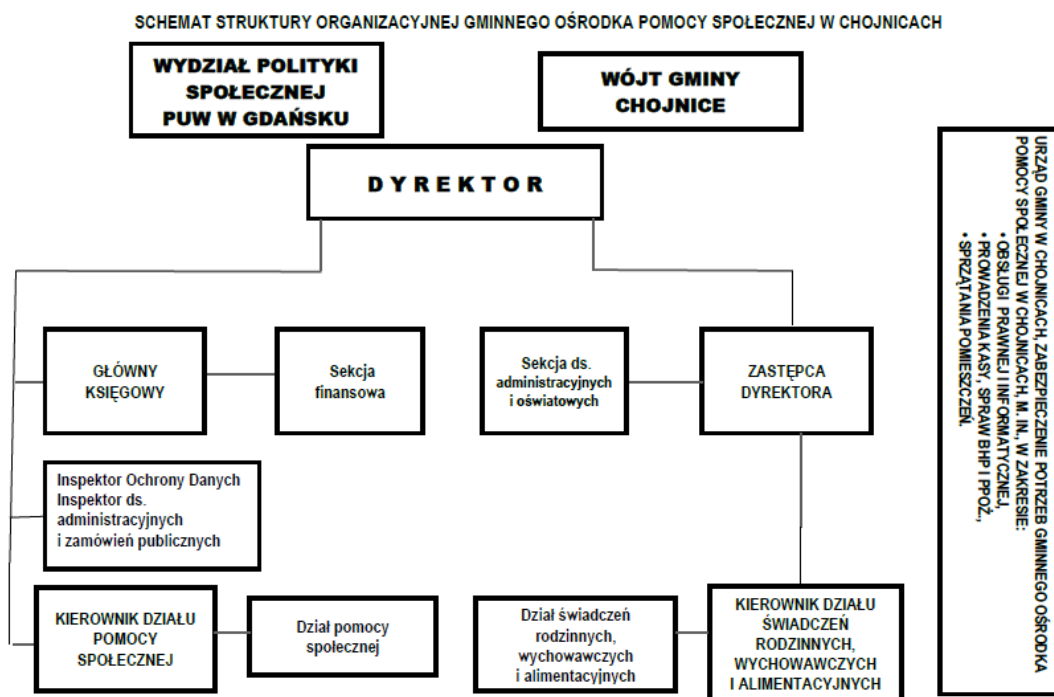 SCHEMAT STRUKTURY ORGANIZACYJNEJ GMINNEGO OŚRODKA POMOCY SPOŁECZNEJ W CHOJNICACH
WYDZIAŁ POLITYKI
SPOŁECZNEJ
PUW W GDAŃSKU
WÓJT GMINY
CHOJNICE
D Y R E K T O R
GŁÓWNY
KSIĘGOWY
Sekcja
finansowa
Sekcja ds.
administracyjnych
i oświatowych
ZASTĘPCA
DYREKTORA
Inspektor Ochrony Danych
Inspektor ds.
administracyjnych
i zamówień publicznych
KIEROWNIK DZIAŁU
POMOCY
SPOŁECZNEJ
Dział pomocy
społecznej
Dział świadczeń
rodzinnych,
wychowawczych
i alimentacyjnych
KIEROWNIK DZIAŁU
ŚWIADCZEŃ
RODZINNYCH,
WYCHOWAWCZYCH
I ALIMENTACYJNYCH
URZĄD GMINY W CHOJNICACH, ZABEZPIECZENIE POTRZEB GMINNEGO OŚRODKA
POMOCY SPOŁECZNEJ W CHOJNICACH, M. IN., W ZAKRESIE:
• OBSŁUGI PRAWNEJ I INFORMATYCZNEJ,
• PROWADZENIA KASY, SPRAW BHP I PPOŻ.,
• SPRZĄTANIA POMIESZCZEŃ.